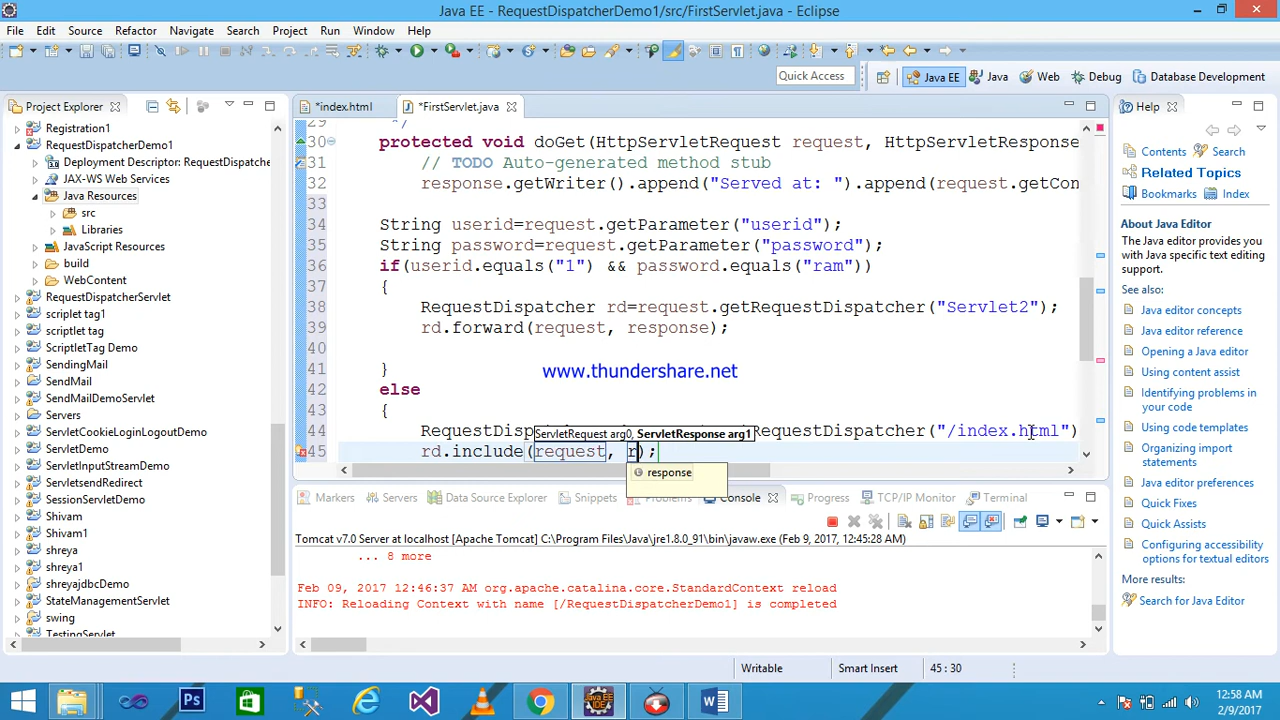 Java EE - RequestDispatcherDemo1/src/FirstServlet.java - Eclipse
File Edit Source Refactor Navigate Search Project Run Window Help
Quick Access
Java EE Java Web Debug Database Development
Project Explorer
*index.html *FirstServlet.java
Help
Registration1
RequestDispatcherDemo1
Deployment Descriptor: RequestDispatche
JAX-WS Web Services
Java Resources
src
Libraries
JavaScript Resources
build
WebContent
RequestDispatcherServlet
scriplet tag1
scriptlet tag
ScriptletTag Demo
SendingMail
SendMail
SendMailDemoServlet
Servers
ServletCookieLoginLogoutDemo
ServletDemo
ServletInputStreamDemo
ServletsendRedirect
SessionServletDemo
Shivam
Shivam1
shreya
shreya1
shreyajdbcDemo
StateManagementServlet
swing
TestingServlet
29 */
30 protected void doGet(HttpServletRequest request, HttpServletResponse
31 // TODO Auto-generated method stub
32 response.getWriter().append("Served at: ").append(request.getCon
33
34 String userid=request.getParameter("userid");
35 String password=request.getParameter("password");
36 if(userid.equals("1") && password.equals("ram"))
37 {
38 RequestDispatcher rd=request.getRequestDispatcher("Servlet2");
39 rd.forward(request, response);
40
www.thundershare.net
41 }
42 else
43 {
44 RequestDisp RequestDispatcher("/index.html")
ServletRequest arg0, ServletResponse arg1
45 rd.include(request, r);
response
Markers Servers Data Source Explorer Snippets Problems Console Progress TCP/IP Monitor Terminal
Tomcat v7.0 Server at localhost [Apache Tomcat] C:\Program Files\Java\jre1.8.0_91\bin\javaw.exe (Feb 9, 2017, 12:45:28 AM)
... 8 more
Feb 09, 2017 12:46:37 AM org.apache.catalina.core.StandardContext reload
INFO: Reloading Context with name [/RequestDispatcherDemo1] is completed
Contents Search
Related Topics
Bookmarks Index
About Java Editor
The Java editor provides you with Java specific text editing support.
See also:
Java editor concepts
Java editor reference
Opening a Java Editor
Using content assist
Identifying problems in your code
Using code templates
Organizing import statements
Java editor preferences
Quick Fixes
Quick Assists
Configuring accessibility options for textual editors
More results:
Search for Java Editor
Writable Smart Insert 45 : 30
12:58 AM
2/9/2017